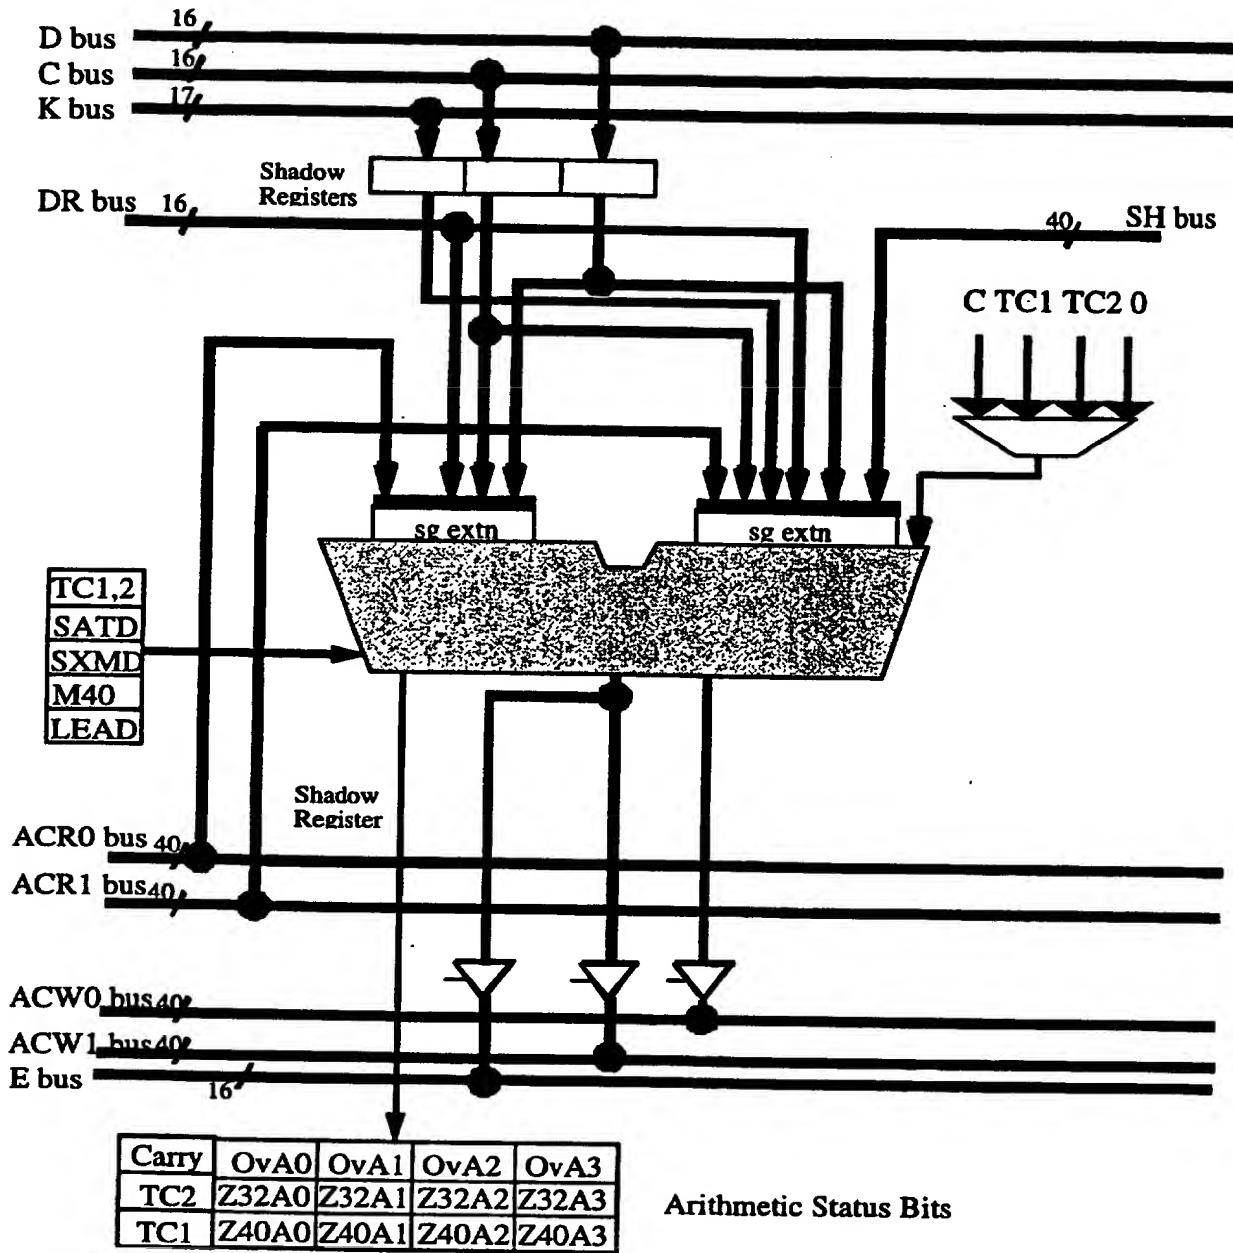 D bus 16
C bus 16
K bus 17
Shadow
Registers
DR bus 16
40 SH bus
C TC1 TC2 0
sg extn
sg extn
TC1,2
SATD
SXMD
M40
LEAD
Shadow
Register
ACR0 bus 40
ACR1 bus 40
ACW0 bus 40
ACW1 bus 40
E bus 16
Carry OvA0 OvA1 OvA2 OvA3
TC2 Z32A0 Z32A1 Z32A2 Z32A3
TC1 Z40A0 Z40A1 Z40A2 Z40A3
Arithmetic Status Bits